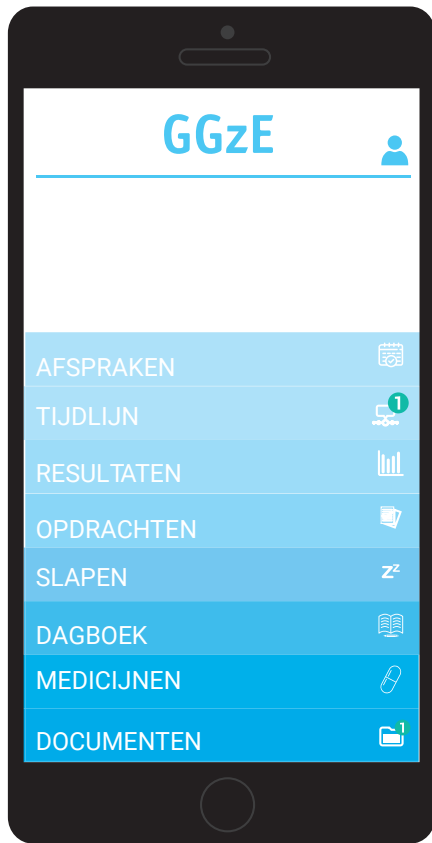 GGzE
AFSPRAKEN
TIJDLIJN
1
RESULTATEN
OPDRACHTEN
SLAPEN
zz
DAGBOEK
MEDICIJNEN
DOCUMENTEN
1